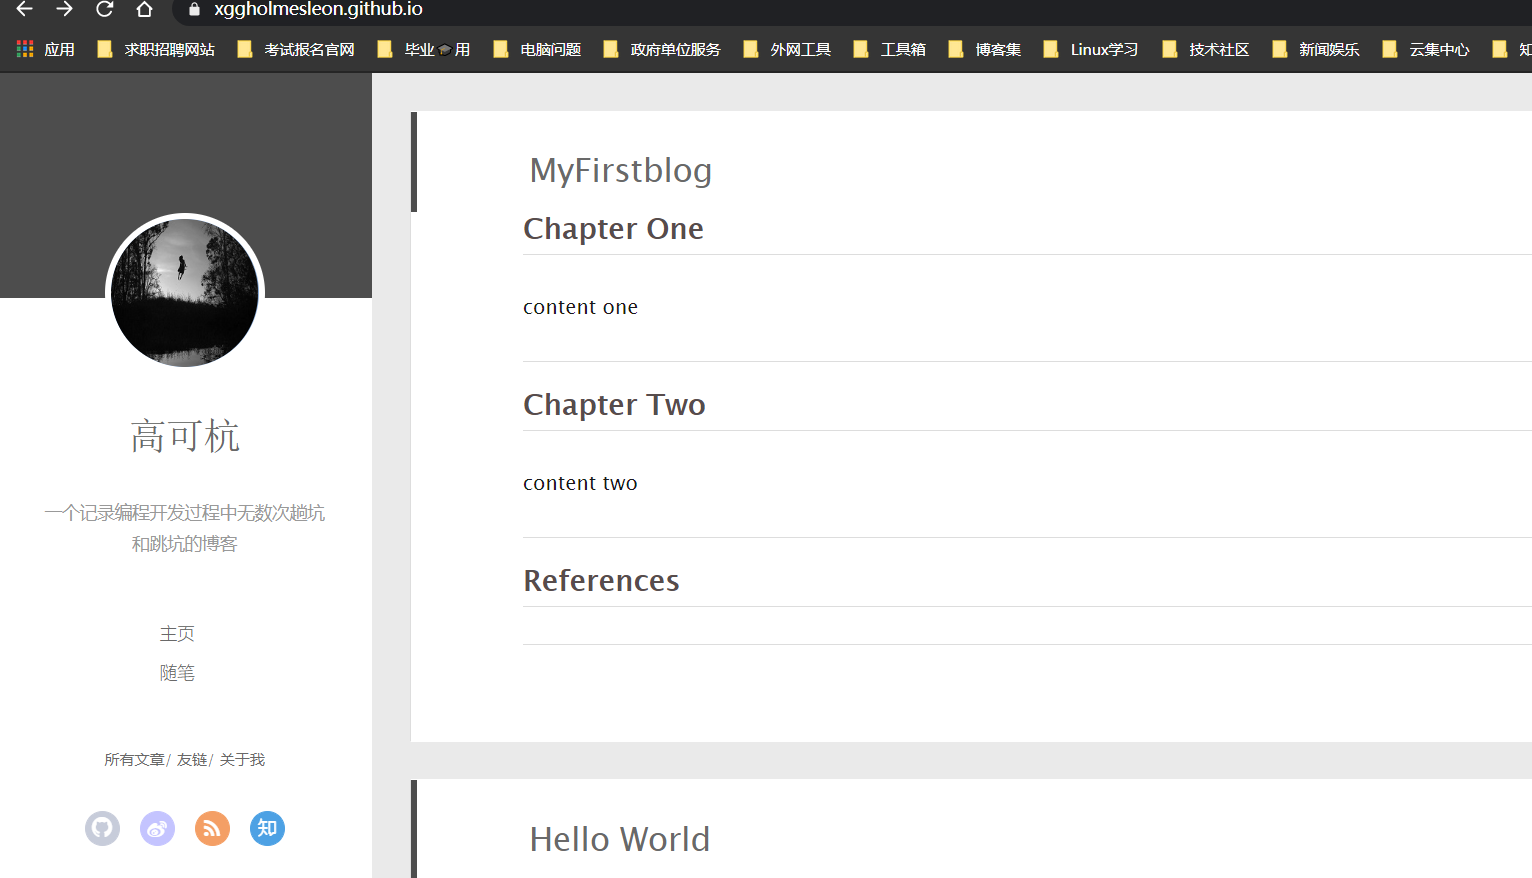 xggholmesleon.github.io
应用 求职招聘网站 考试报名官网 毕业🎓用 电脑问题 政府单位服务 外网工具 工具箱 博客集 Linux学习 技术社区 新闻娱乐 云集中心 知
MyFirstblog
Chapter One
content one
Chapter Two
content two
References
Hello World
高可杭
一个记录编程开发过程中无数次趟坑
和跳坑的博客
主页
随笔
所有文章/ 友链/ 关于我
知